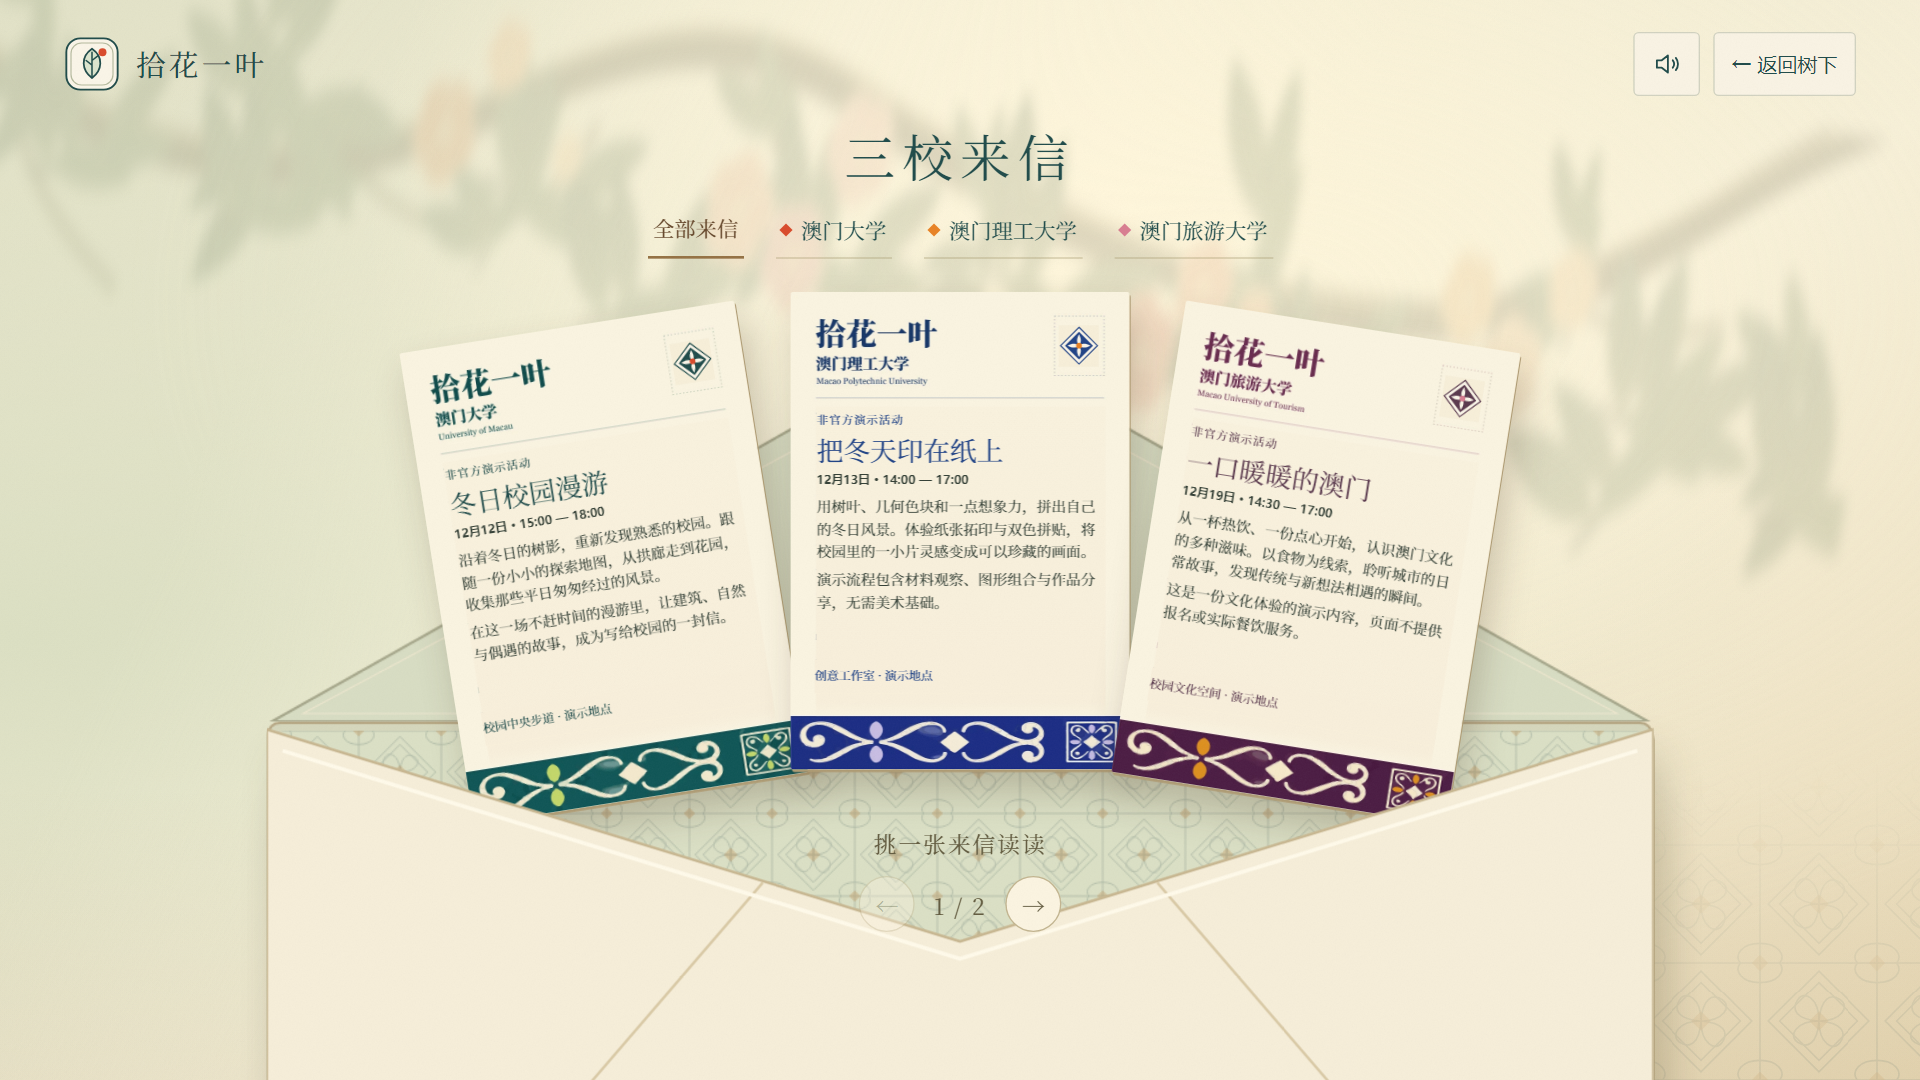 拾花一叶
← 返回树下
三校来信
全部来信
澳门大学
澳门理工大学
澳门旅游大学
拾花一叶
澳门大学
University of Macau
非官方演示活动
冬日校园漫游
12月12日 • 15:00 — 18:00
沿着冬日的树影，重新发现熟悉的校园。跟
随一份小小的探索地图，从拱廊走到花园，
收集那些平日匆匆经过的风景。
在这一场不赶时间的漫游里，让建筑、自然
与偶遇的故事，成为写给校园的一封信。
校园中央步道 · 演示地点
拾花一叶
澳门理工大学
Macao Polytechnic University
非官方演示活动
把冬天印在纸上
12月13日 • 14:00 — 17:00
用树叶、几何色块和一点想象力，拼出自己
的冬日风景。体验纸张拓印与双色拼贴，将
校园里的一小片灵感变成可以珍藏的画面。
演示流程包含材料观察、图形组合与作品分
享，无需美术基础。
创意工作室 · 演示地点
拾花一叶
澳门旅游大学
Macao University of Tourism
非官方演示活动
一口暖暖的澳门
12月19日 • 14:30 — 17:00
从一杯热饮、一份点心开始，认识澳门文化
的多种滋味。以食物为线索，聆听城市的日
常故事，发现传统与新想法相遇的瞬间。
这是一份文化体验的演示内容，页面不提供
报名或实际餐饮服务。
校园文化空间 · 演示地点
挑一张来信读读
← 1 / 2 →